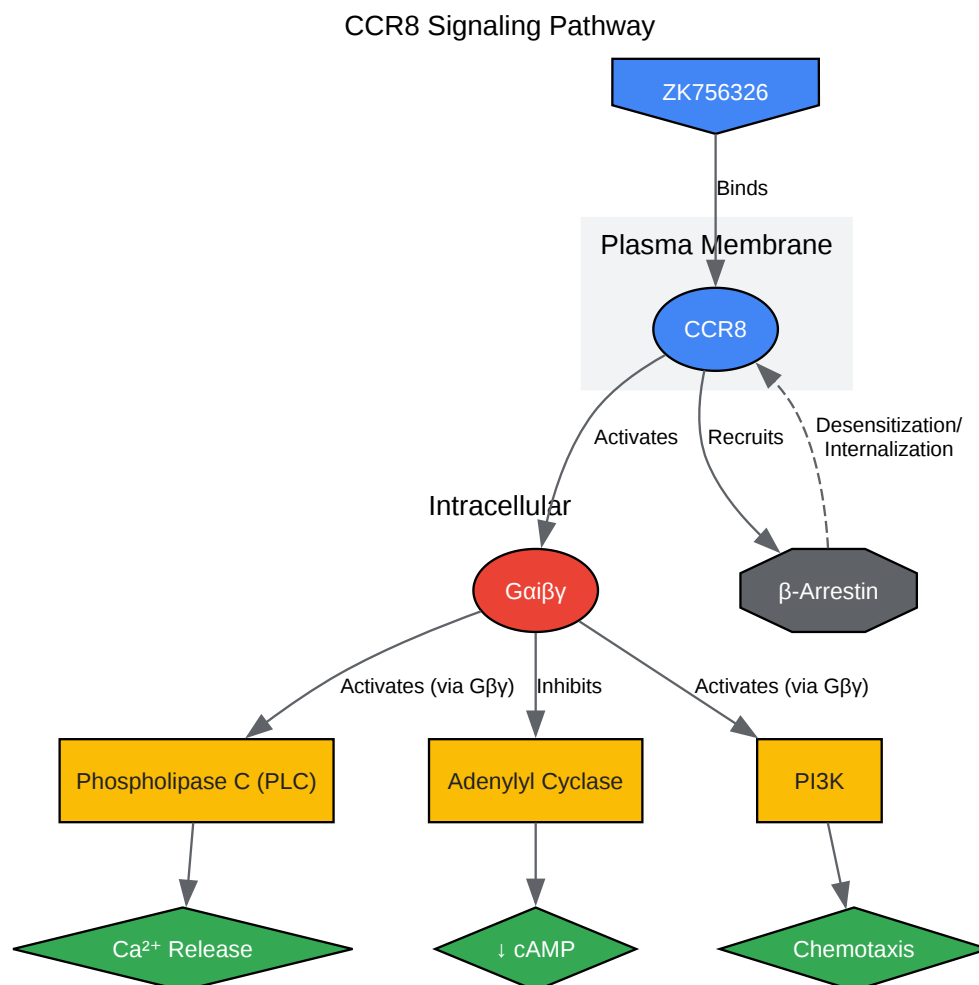 CCR8 Signaling Pathway
ZK756326
Binds
Plasma Membrane
CCR8
Activates
Recruits
Desensitization/
Internalization
Intracellular
Gαiβγ
β-Arrestin
Activates (via Gβγ)
Inhibits
Activates (via Gβγ)
Phospholipase C (PLC)
Adenylyl Cyclase
PI3K
Ca²⁺ Release
↓ cAMP
Chemotaxis